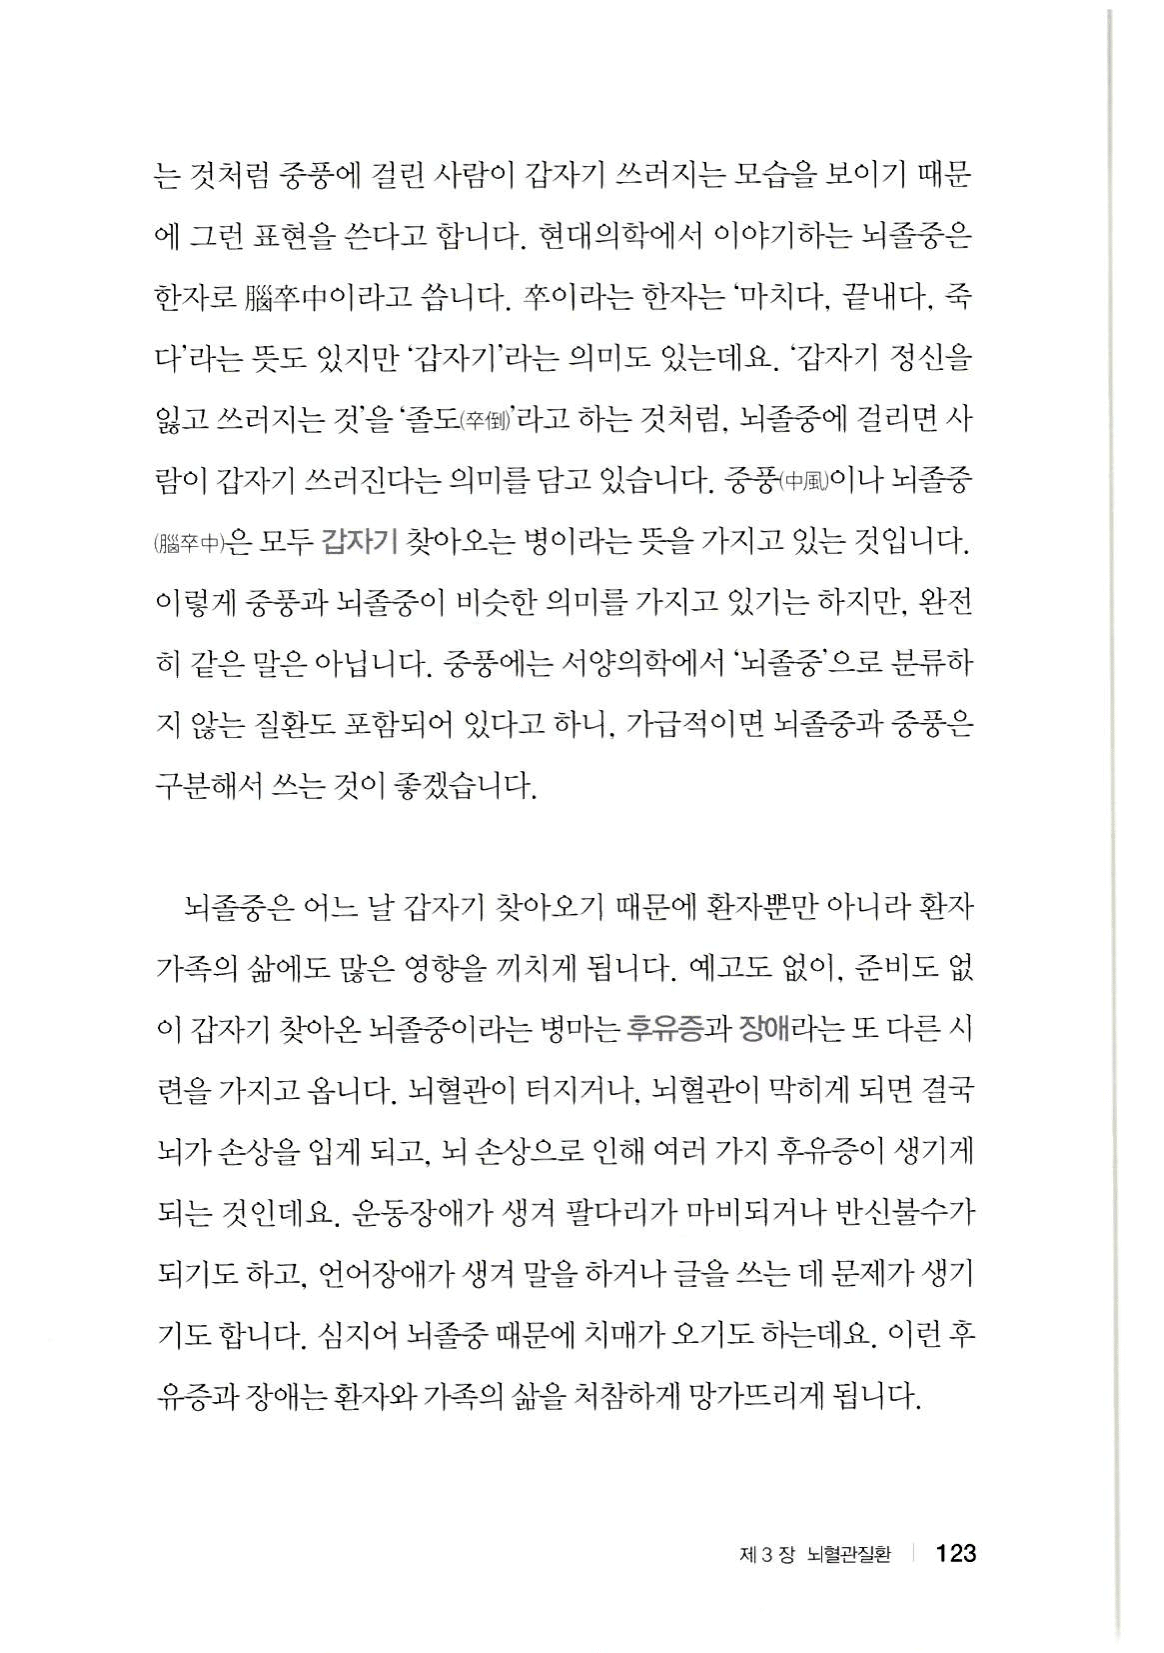 는 것처럼 중풍에 걸린 사람이 갑자기 쓰러지는 모습을 보이기 때문
에 그런 표현을 쓴다고 합니다. 현대의학에서 이야기하는 뇌졸중은
한자로 腦卒中이라고 씁니다. 卒이라는 한자는 ‘마치다, 끝내다, 죽
다’라는 뜻도 있지만 ‘갑자기’라는 의미도 있는데요. ‘갑자기 정신을
잃고 쓰러지는 것’을 ‘졸도(卒倒)’라고 하는 것처럼, 뇌졸중에 걸리면 사
람이 갑자기 쓰러진다는 의미를 담고 있습니다. 중풍(中風)이나 뇌졸중
(腦卒中)은 모두 갑자기 찾아오는 병이라는 뜻을 가지고 있는 것입니다.
이렇게 중풍과 뇌졸중이 비슷한 의미를 가지고 있기는 하지만, 완전
히 같은 말은 아닙니다. 중풍에는 서양의학에서 ‘뇌졸중’으로 분류하
지 않는 질환도 포함되어 있다고 하니, 가급적이면 뇌졸중과 중풍은
구분해서 쓰는 것이 좋겠습니다.
뇌졸중은 어느 날 갑자기 찾아오기 때문에 환자뿐만 아니라 환자
가족의 삶에도 많은 영향을 끼치게 됩니다. 예고도 없이, 준비도 없
이 갑자기 찾아온 뇌졸중이라는 병마는 후유증과 장애라는 또 다른 시
련을 가지고 옵니다. 뇌혈관이 터지거나, 뇌혈관이 막히게 되면 결국
뇌가 손상을 입게 되고, 뇌 손상으로 인해 여러 가지 후유증이 생기게
되는 것인데요. 운동장애가 생겨 팔다리가 마비되거나 반신불수가
되기도 하고, 언어장애가 생겨 말을 하거나 글을 쓰는 데 문제가 생기
기도 합니다. 심지어 뇌졸중 때문에 치매가 오기도 하는데요. 이런 후
유증과 장애는 환자와 가족의 삶을 처참하게 망가뜨리게 됩니다.
제 3 장 뇌혈관질환 | 123